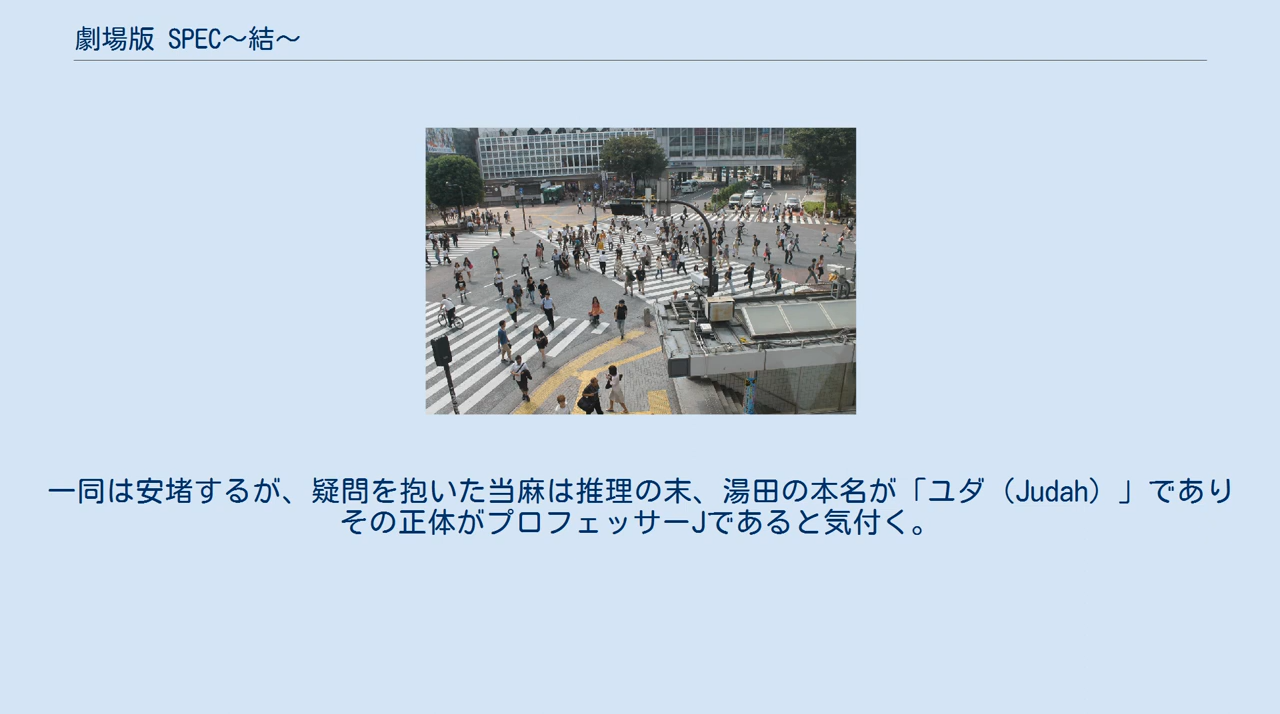 劇場版 SPEC～結～
一同は安堵するが、疑問を抱いた当麻は推理の末、湯田の本名が「ユダ（Judah）」であり
その正体がプロフェッサーJであると気付く。